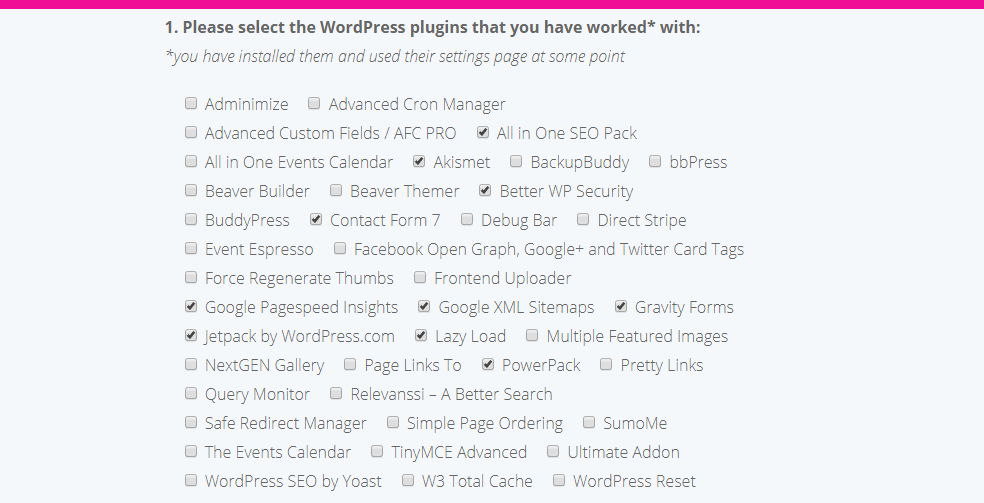 1. Please select the WordPress plugins that you have worked* with:
*you have installed them and used their settings page at some point
Adminimize Advanced Cron Manager
Advanced Custom Fields / AFC PRO All in One SEO Pack
All in One Events Calendar Akismet BackupBuddy bbPress
Beaver Builder Beaver Themer Better WP Security
BuddyPress Contact Form 7 Debug Bar Direct Stripe
Event Espresso Facebook Open Graph, Google+ and Twitter Card Tags
Force Regenerate Thumbs Frontend Uploader
Google Pagespeed Insights Google XML Sitemaps Gravity Forms
Jetpack by WordPress.com Lazy Load Multiple Featured Images
NextGEN Gallery Page Links To PowerPack Pretty Links
Query Monitor Relevanssi – A Better Search
Safe Redirect Manager Simple Page Ordering SumoMe
The Events Calendar TinyMCE Advanced Ultimate Addon
WordPress SEO by Yoast W3 Total Cache WordPress Reset